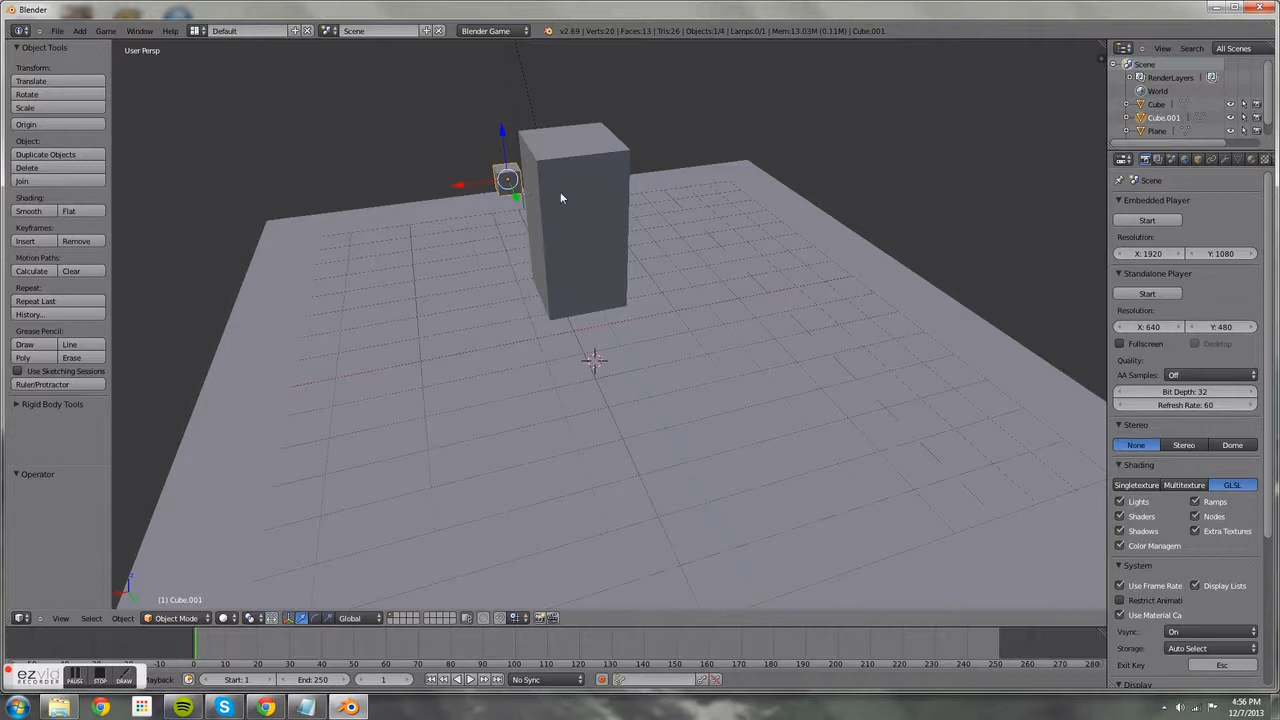 Blender
File Add Game Window Help
Default
Scene
Blender Game
v2.69 | Verts:20 | Faces:13 | Tris:26 | Objects:1/4 | Lamps:0/1 | Mem:13.03M (0.11M) | Cube.001
View Search All Scenes
Object Tools
Transform:
Translate
Rotate
Scale
Origin
Object:
Duplicate Objects
Delete
Join
Shading:
Smooth Flat
Keyframes:
Insert Remove
Motion Paths:
Calculate Clear
Repeat:
Repeat Last
History...
Grease Pencil:
Draw Line
Poly Erase
Use Sketching Sessions
Ruler/Protractor
Rigid Body Tools
Operator
User Persp
(1) Cube.001
Scene
RenderLayers
World
Cube
Cube.001
Plane
Scene
Embedded Player
Start
Resolution:
X: 1920 Y: 1080
Standalone Player
Start
Resolution:
X: 640 Y: 480
Fullscreen Desktop
Quality:
AA Samples: Off
Bit Depth: 32
Refresh Rate: 60
Stereo
None Stereo Dome
Shading
Singletexture Multitexture GLSL
Lights Ramps
Shaders Nodes
Shadows Extra Textures
Color Managem
System
Use Frame Rate Display Lists
Restrict Animati
Use Material Ca
Vsync: On
Storage: Auto Select
Exit Key Esc
Display
View Select Object Object Mode Global
-10 0 10 20 30 40 50 60 70 80 90 100 110 120 130 140 150 160 170 180 190 200 210 220 230 240 250 260 270 280
ezvid
RECORDER
PAUSE STOP DRAW
Playback
Start: 1 End: 250 1 No Sync
4:56 PM
12/7/2013